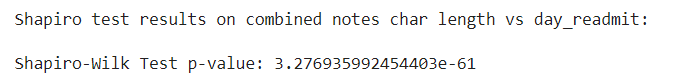 Shapiro test results on combined notes char length vs day_readmit:
Shapiro-Wilk Test p-value: 3.276935992454403e-61